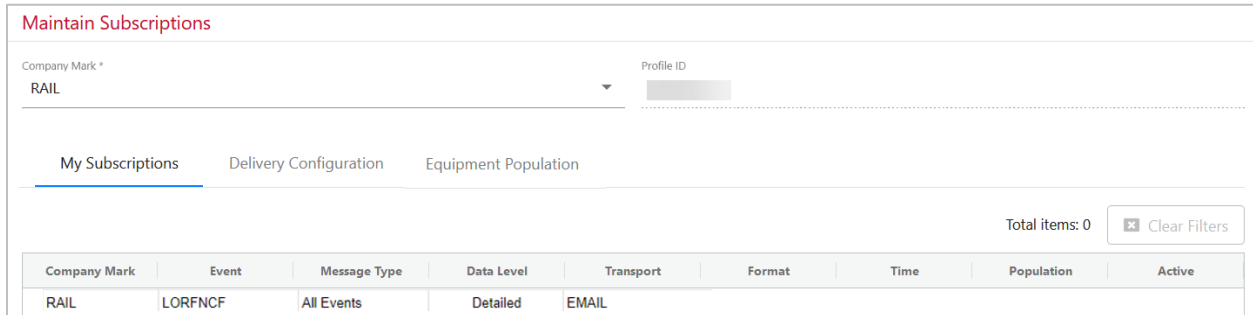 Maintain Subscriptions
Company Mark * Profile ID
RAIL
My Subscriptions Delivery Configuration Equipment Population
Total items: 0 Clear Filters
Company Mark Event Message Type Data Level Transport Format Time Population Active
RAIL LORFNCF All Events Detailed EMAIL